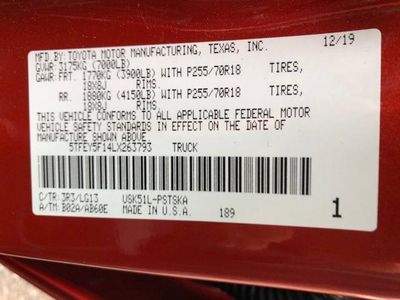 MFD.BY: TOYOTA MOTOR MANUFACTURING, TEXAS, INC. 12/19
GVWR 3175KG (7000LB)
GAWR: FRT. 1770KG (3900LB) WITH P255/70R18 TIRES,
18X8J RIMS.
RR. 1880KG (4150LB) WITH P255/70R18 TIRES,
18X8J RIMS.
THIS VEHICLE CONFORMS TO ALL APPLICABLE FEDERAL MOTOR
VEHICLE SAFETY STANDARDS IN EFFECT ON THE DATE OF
MANUFACTURE SHOWN ABOVE.
5TFEY5F14LX263793 TRUCK
C/TR: 3R3/LG13 USK51L-PSTSKA
A/TM: B02A/AB60E MADE IN U.S.A. 189 1